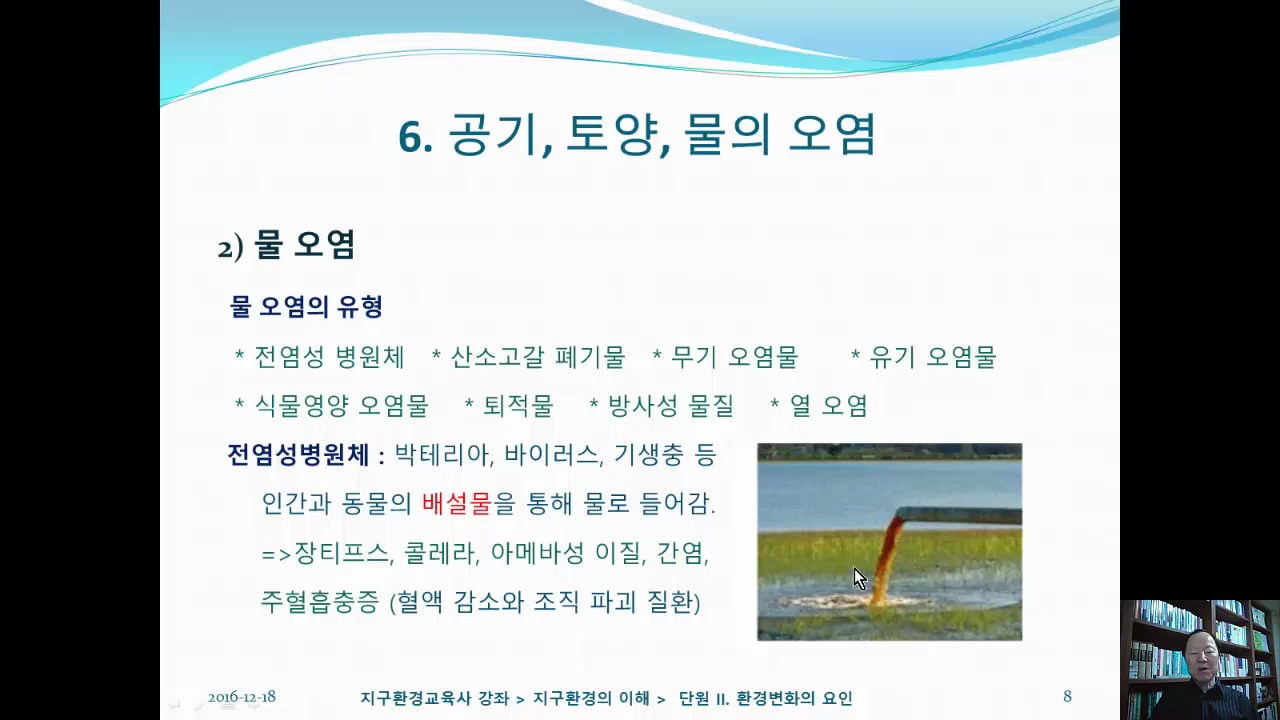 6. 공기, 토양, 물의 오염
2) 물 오염
물 오염의 유형
* 전염성 병원체 * 산소고갈 폐기물 * 무기 오염물 * 유기 오염물
* 식물영양 오염물 * 퇴적물 * 방사성 물질 * 열 오염
전염성병원체 : 박테리아, 바이러스, 기생충 등
인간과 동물의 배설물을 통해 물로 들어감.
=>장티프스, 콜레라, 아메바성 이질, 간염,
주혈흡충증 (혈액 감소와 조직 파괴 질환)
2016-12-18 지구환경교육사 강좌 > 지구환경의 이해 > 단원 II. 환경변화의 요인 8